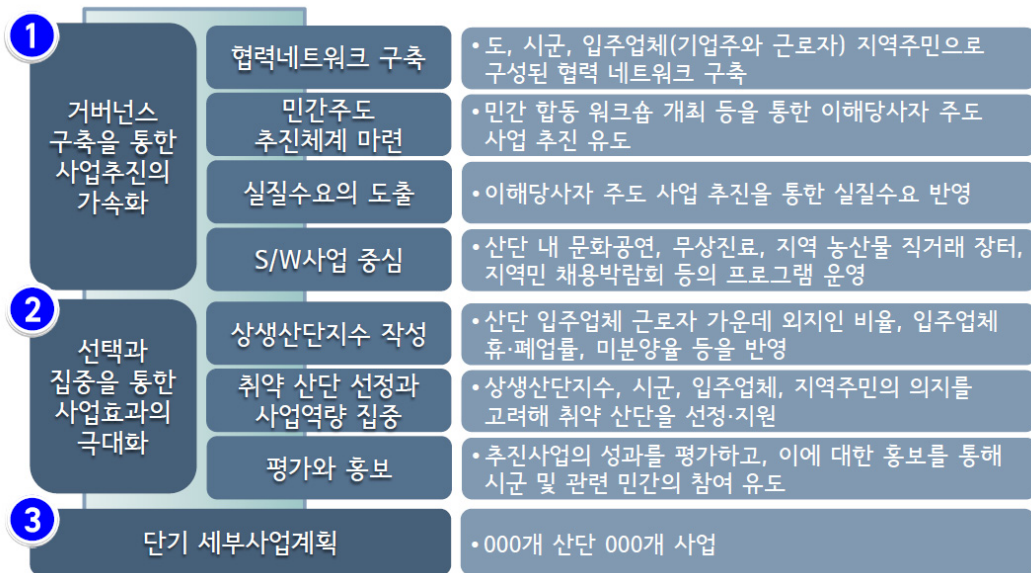 1
거버넌스
구축을 통한
사업추진의
가속화
협력네트워크 구축
• 도, 시군, 입주업체(기업주와 근로자) 지역주민으로
구성된 협력 네트워크 구축
민간주도
추진체계 마련
• 민간 합동 워크숍 개최 등을 통한 이해당사자 주도
사업 추진 유도
실질수요의 도출
• 이해당사자 주도 사업 추진을 통한 실질수요 반영
S/W사업 중심
• 산단 내 문화공연, 무상진료, 지역 농산물 직거래 장터,
지역민 채용박람회 등의 프로그램 운영
2
선택과
집중을 통한
사업효과의
극대화
상생산단지수 작성
• 산단 입주업체 근로자 가운데 외지인 비율, 입주업체
휴·폐업률, 미분양율 등을 반영
취약 산단 선정과
사업역량 집중
• 상생산단지수, 시군, 입주업체, 지역주민의 의지를
고려해 취약 산단을 선정·지원
평가와 홍보
• 추진사업의 성과를 평가하고, 이에 대한 홍보를 통해
시군 및 관련 민간의 참여 유도
3
단기 세부사업계획
• 000개 산단 000개 사업